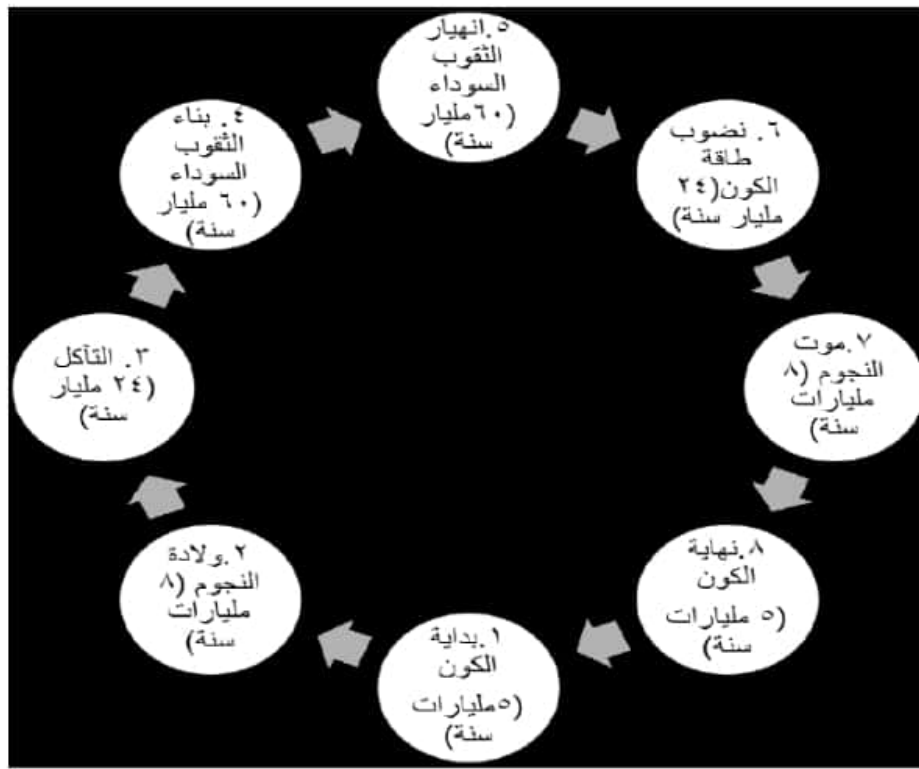 ١.بداية
الكون
(٥مليارات
سنة)
٢.ولادة
النجوم (٨
مليارات
سنة)
٣. التآكل
(٢٤ مليار
سنة)
٤. بناء
الثقوب
السوداء
(٦٠ مليار
سنة)
٥.انهيار
الثقوب
السوداء
(٦٠مليار
سنة)
٦. نضوب
طاقة
الكون(٢٤
مليار سنة)
٧.موت
النجوم (٨
مليارات
سنة)
٨.نهاية
الكون
(٥ مليارات
سنة)